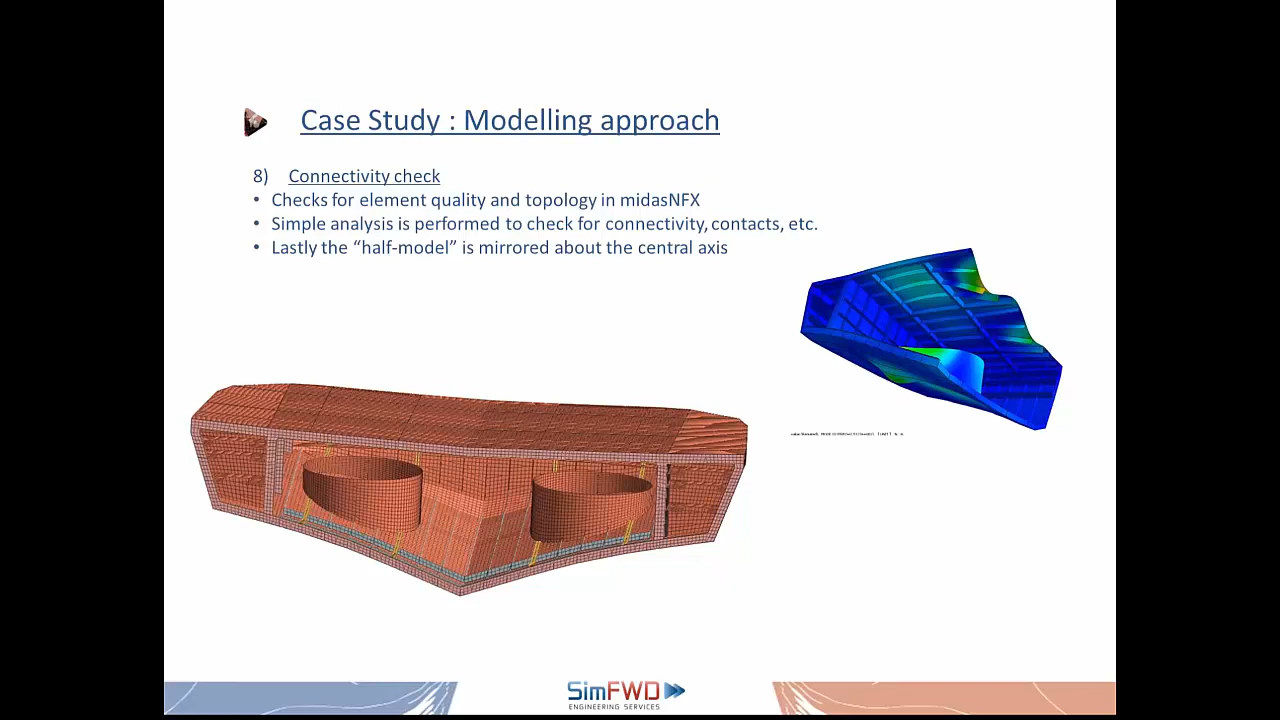 Case Study : Modelling approach
8) Connectivity check
• Checks for element quality and topology in midasNFX
• Simple analysis is performed to check for connectivity, contacts, etc.
• Lastly the “half-model” is mirrored about the central axis
SimFWD
ENGINEERING SERVICES